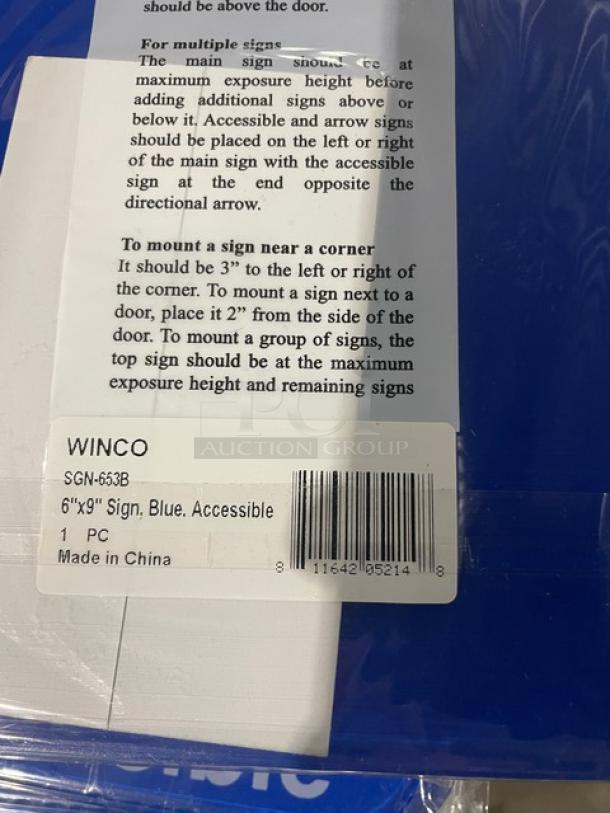 should be above the door.
For multiple signs
The main sign should be at
maximum exposure height before
adding additional signs above or
below it. Accessible and arrow signs
should be placed on the left or right
of the main sign with the accessible
sign at the end opposite the
directional arrow.
To mount a sign near a corner
It should be 3" to the left or right of
the corner. To mount a sign next to a
door, place it 2" from the side of the
door. To mount a group of signs, the
top sign should be at the maximum
exposure height and remaining signs
PCI
AUCTION GROUP
WINCO
SGN-653B
6"x9" Sign, Blue, Accessible
1 PC
Made in China
8 11642 05214 8